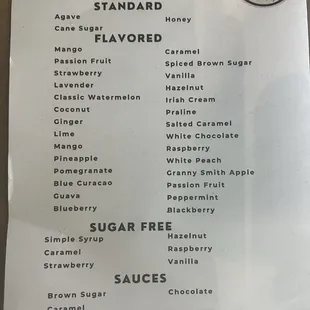 STANDARD
Agave
Cane Sugar
Honey
FLAVORED
Mango
Passion Fruit
Strawberry
Lavender
Classic Watermelon
Coconut
Ginger
Lime
Mango
Pineapple
Pomegranate
Blue Curacao
Guava
Blueberry
Caramel
Spiced Brown Sugar
Vanilla
Hazelnut
Irish Cream
Praline
Salted Caramel
White Chocolate
Raspberry
White Peach
Granny Smith Apple
Passion Fruit
Peppermint
Blackberry
SUGAR FREE
Simple Syrup
Caramel
Strawberry
Hazelnut
Raspberry
Vanilla
SAUCES
Brown Sugar
Caramel
Chocolate